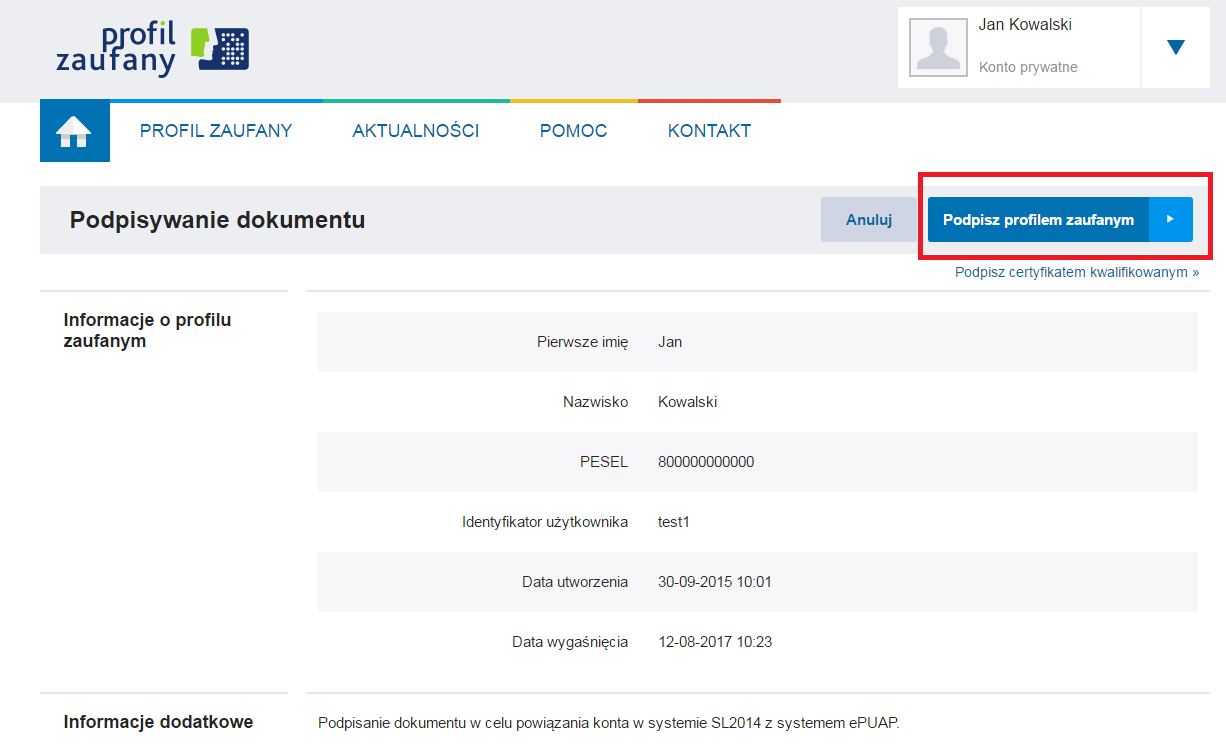 profil
zaufany
Jan Kowalski
Konto prywatne
PROFIL ZAUFANY
AKTUALNOŚCI
POMOC
KONTAKT
Podpisywanie dokumentu
Anuluj
Podpisz profilem zaufanym
Podpisz certyfikatem kwalifikowanym »
Informacje o profilu
zaufanym
Pierwsze imię Jan
Nazwisko Kowalski
PESEL 800000000000
Identyfikator użytkownika test1
Data utworzenia 30-09-2015 10:01
Data wygaśnięcia 12-08-2017 10:23
Informacje dodatkowe
Podpisanie dokumentu w celu powiązania konta w systemie SL2014 z systemem ePUAP.